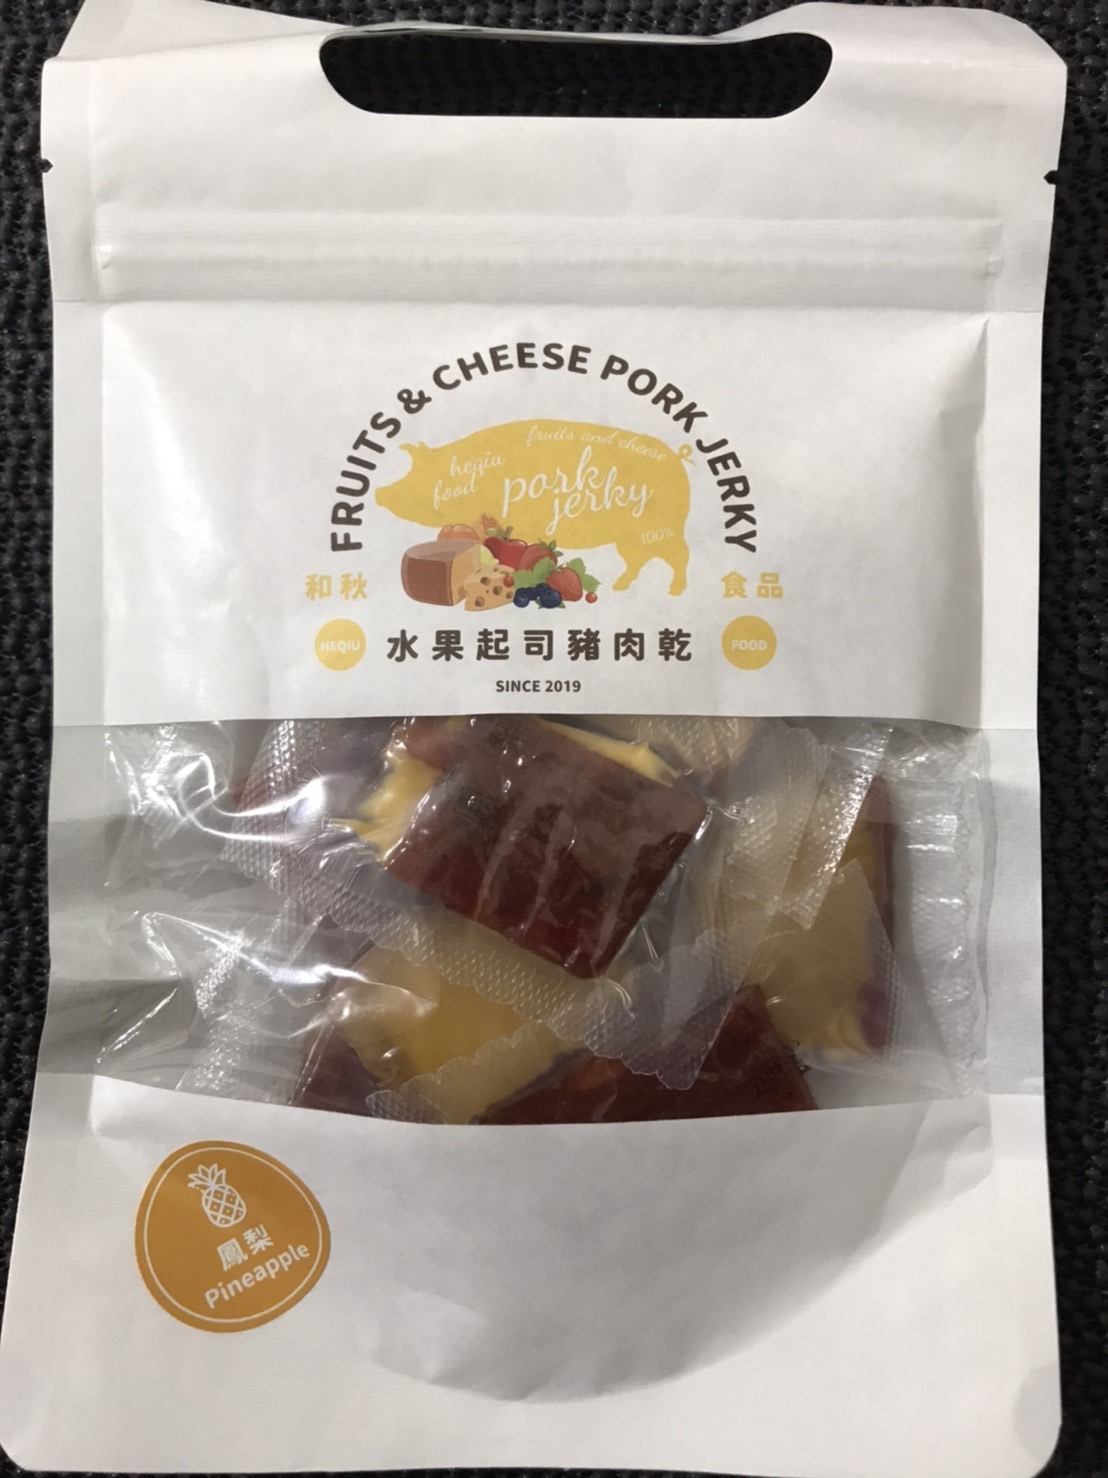 FRUITS & CHEESE PORK JERKY
fruits and cheese
heqiu
food
pork
jerky
100%
和秋
食品
HEQIU
水果起司豬肉乾
FOOD
SINCE 2019
鳳梨
Pineapple